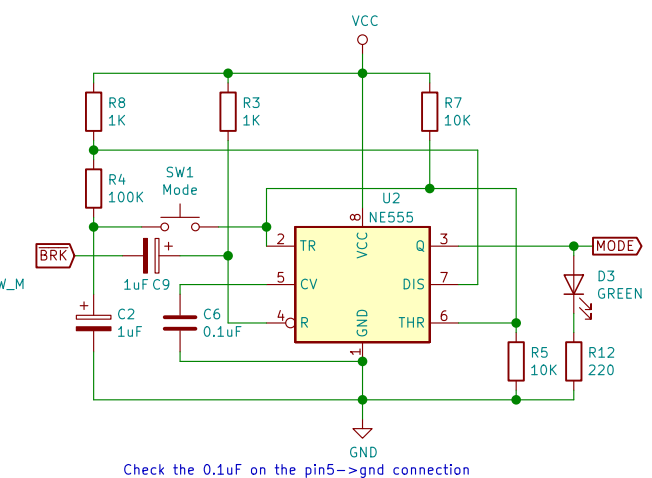 VCC
R8
1K
R3
1K
R7
10K
R4
100K
SW1
Mode
U2
NE555
8
VCC
2
TR
Q
3
MODE
BRK
1uF C9
5
CV
DIS
7
D3
GREEN
W_M
C2
1uF
C6
0.1uF
4
R
GND
1
THR
6
R5
10K
R12
220
GND
Check the 0.1uF on the pin5->gnd connection